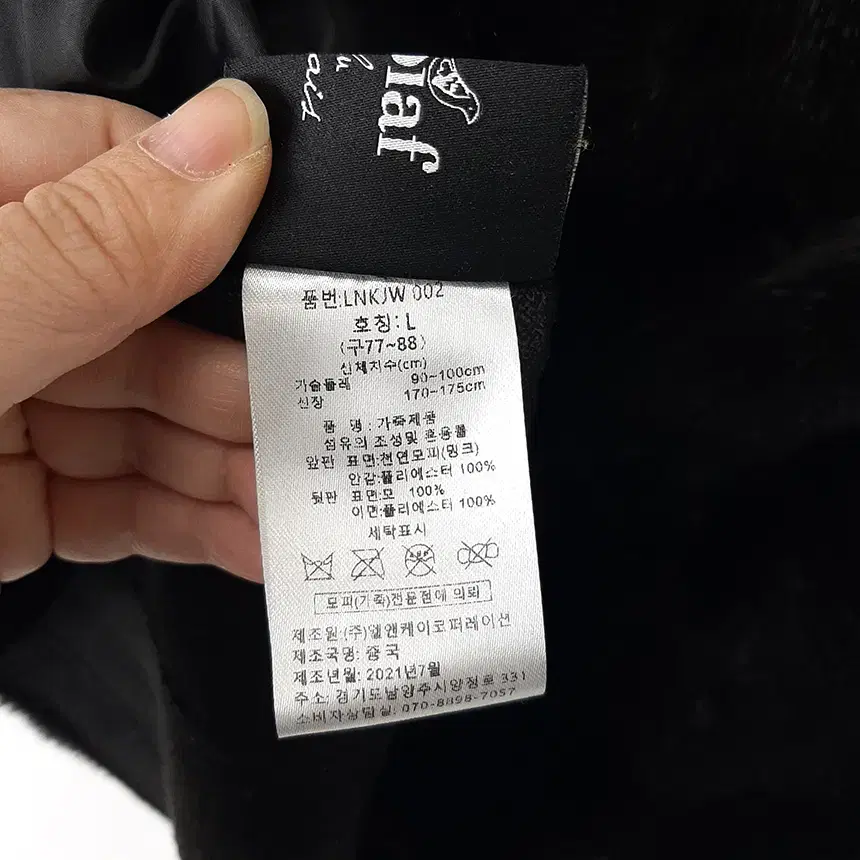 piaf
품번:LNKJW 002
호칭: L
(구77~88)
신체치수(cm)
가슴둘레 90~100cm
신장 170~175cm
품 명 : 가죽제품
섬유의 조성및 혼용률
앞판 표면:천연모피(밍크)
안감:폴리에스터 100%
뒷판 표면:모 100%
이면:폴리에스터 100%
세탁표시
모피(가죽)전문점에 의뢰
제조원:(주)엘앤케이코퍼레이션
제조국명: 중국
제조년월: 2021년7월
주소: 경기도남양주시양정로 331
소비자상담실: 070-8898-7057